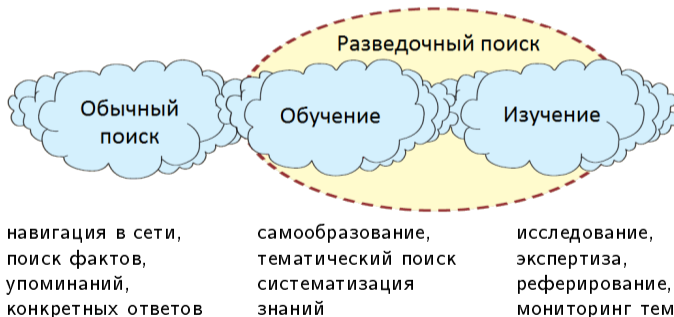 Разведочный поиск
Обычный
поиск
Обучение
Изучение
навигация в сети,
поиск фактов,
упоминаний,
конкретных ответов
самообразование,
тематический поиск
систематизация
знаний
исследование,
экспертиза,
реферирование,
мониторинг тем